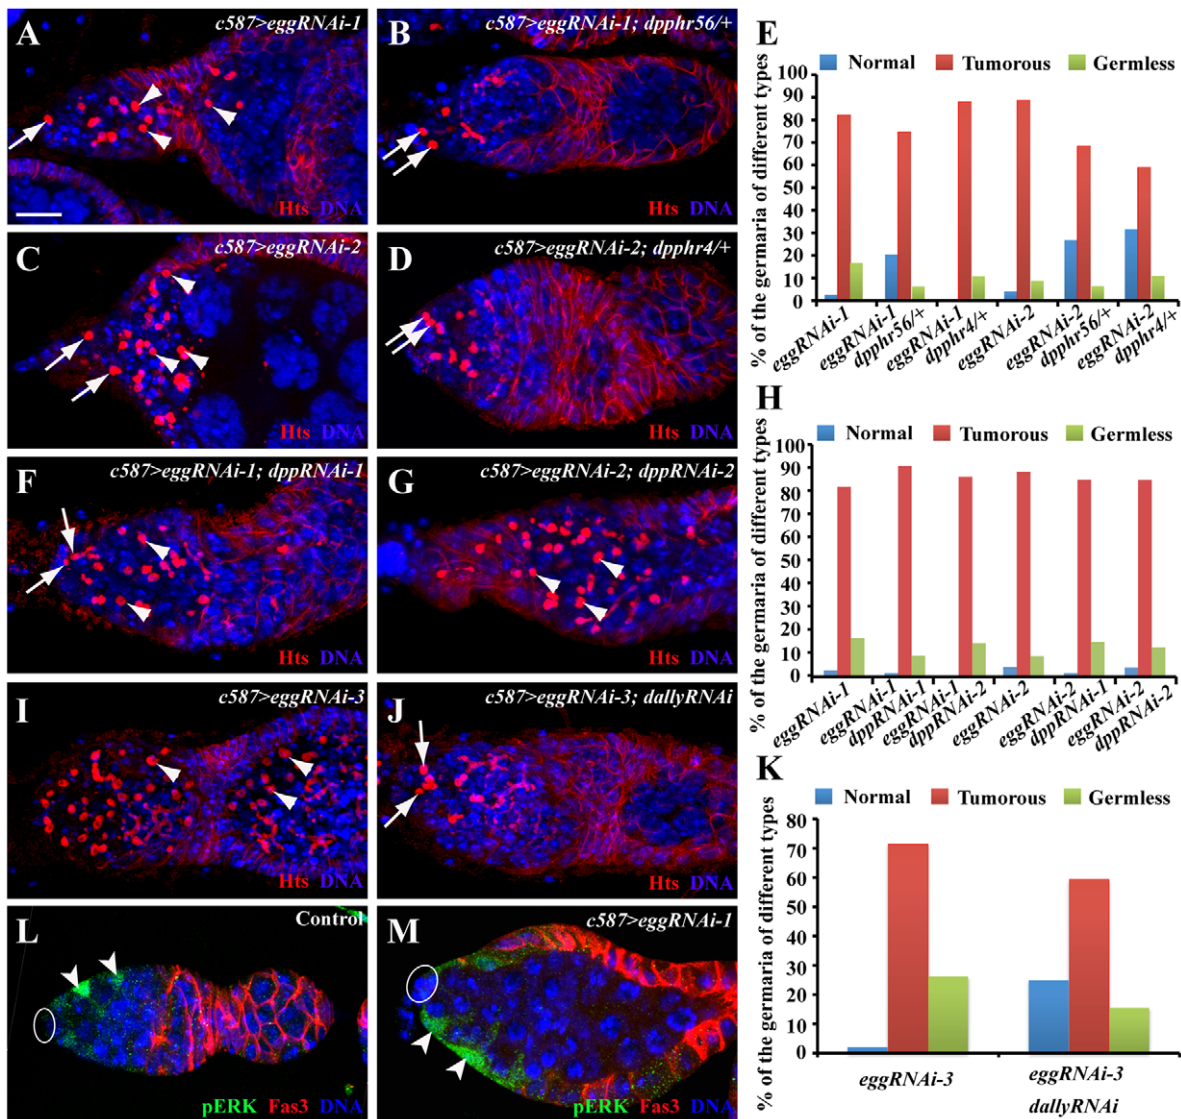 A
c587>eggRNAi-1
Hts DNA
B
c587>eggRNAi-1; dpphr56/+
Hts DNA
C
c587>eggRNAi-2
Hts DNA
D
c587>eggRNAi-2; dpphr4/+
Hts DNA
E
Normal Tumorous Germless
% of the germaria of different types
100
90
80
70
60
50
40
30
20
10
0
eggRNAi-1
eggRNAi-1 dpphr56/+
eggRNAi-1 dpphr4/+
eggRNAi-2
eggRNAi-2 dpphr56/+
eggRNAi-2 dpphr4/+
F
c587>eggRNAi-1; dppRNAi-1
Hts DNA
G
c587>eggRNAi-2; dppRNAi-2
Hts DNA
H
Normal Tumorous Germless
% of the germaria of different types
100
90
80
70
60
50
40
30
20
10
0
eggRNAi-1
eggRNAi-1 dppRNAi-1
eggRNAi-1 dppRNAi-2
eggRNAi-2
eggRNAi-2 dppRNAi-1
eggRNAi-2 dppRNAi-2
I
c587>eggRNAi-3
Hts DNA
J
c587>eggRNAi-3; dallyRNAi
Hts DNA
K
Normal Tumorous Germless
% of the germaria of different types
80
70
60
50
40
30
20
10
0
eggRNAi-3
eggRNAi-3
dallyRNAi
L
Control
pERK Fas3 DNA
M
c587>eggRNAi-1
pERK Fas3 DNA